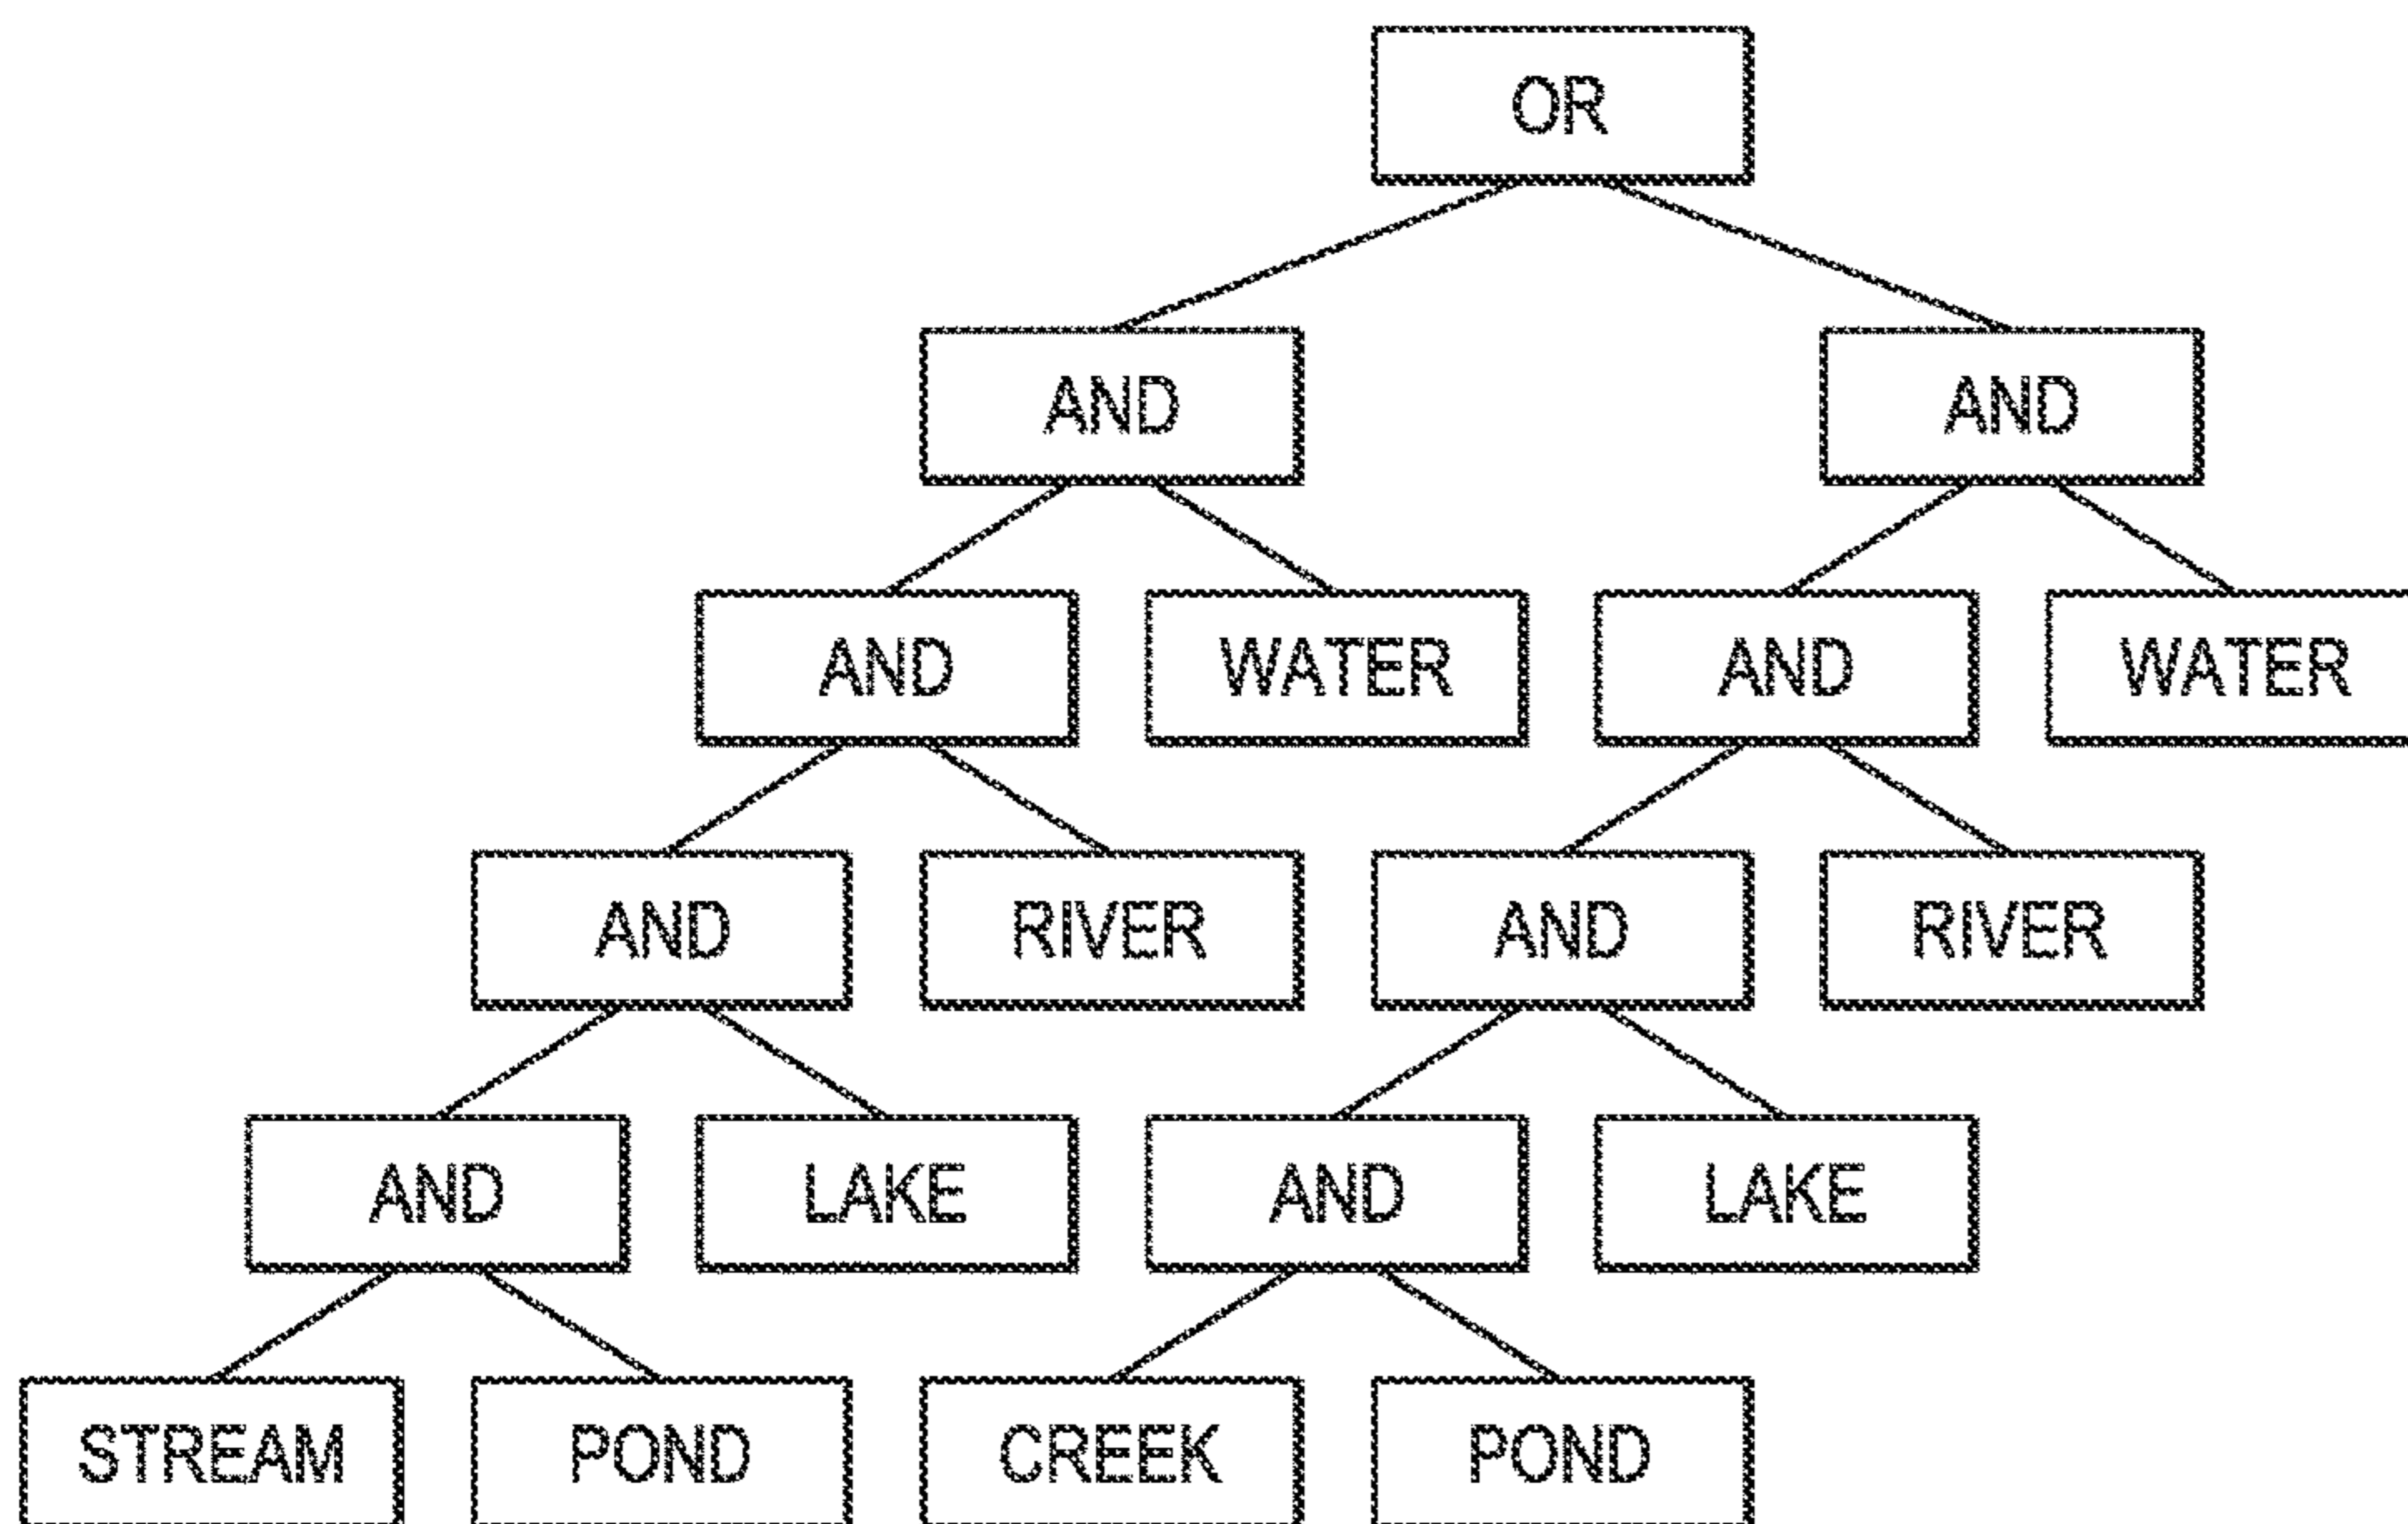 OR
AND AND
AND WATER AND WATER
AND RIVER AND RIVER
AND LAKE AND LAKE
STREAM POND CREEK POND